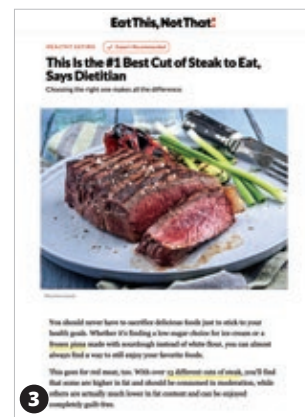 Eat This, Not That!
HEALTHY EATING Expert-Recommended
This Is the #1 Best Cut of Steak to Eat,
Says Dietitian
Choosing the right one makes all the difference.
You should never have to sacrifice delicious foods just to stick to your
health goals. Whether it's finding a low-sugar choice for ice cream or a
frozen pizza made with sourdough instead of white flour, you can almost
always find a way to still enjoy your favorite foods.
This goes for red meat, too. With over 13 different cuts of steak, you'll find
that some are higher in fat and should be consumed in moderation, while
others are actually much lower in fat content and can be enjoyed
completely guilt-free.
3